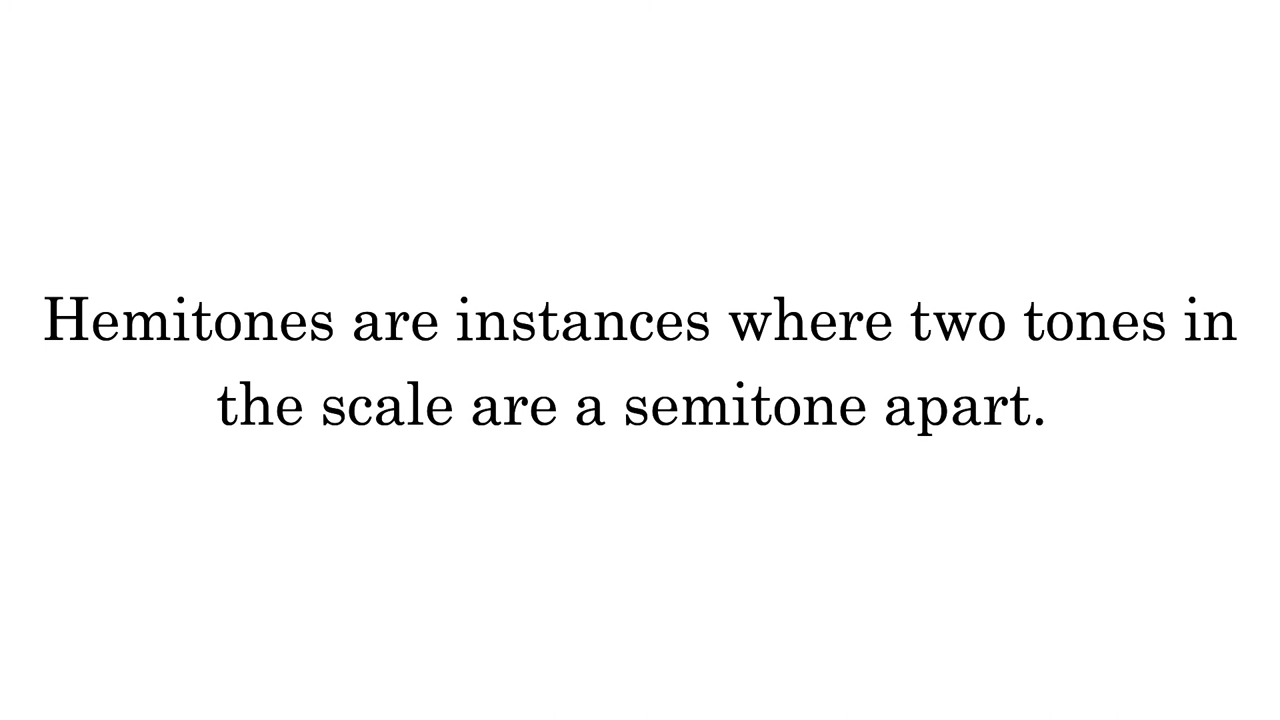 Hemitones are instances where two tones in
the scale are a semitone apart.